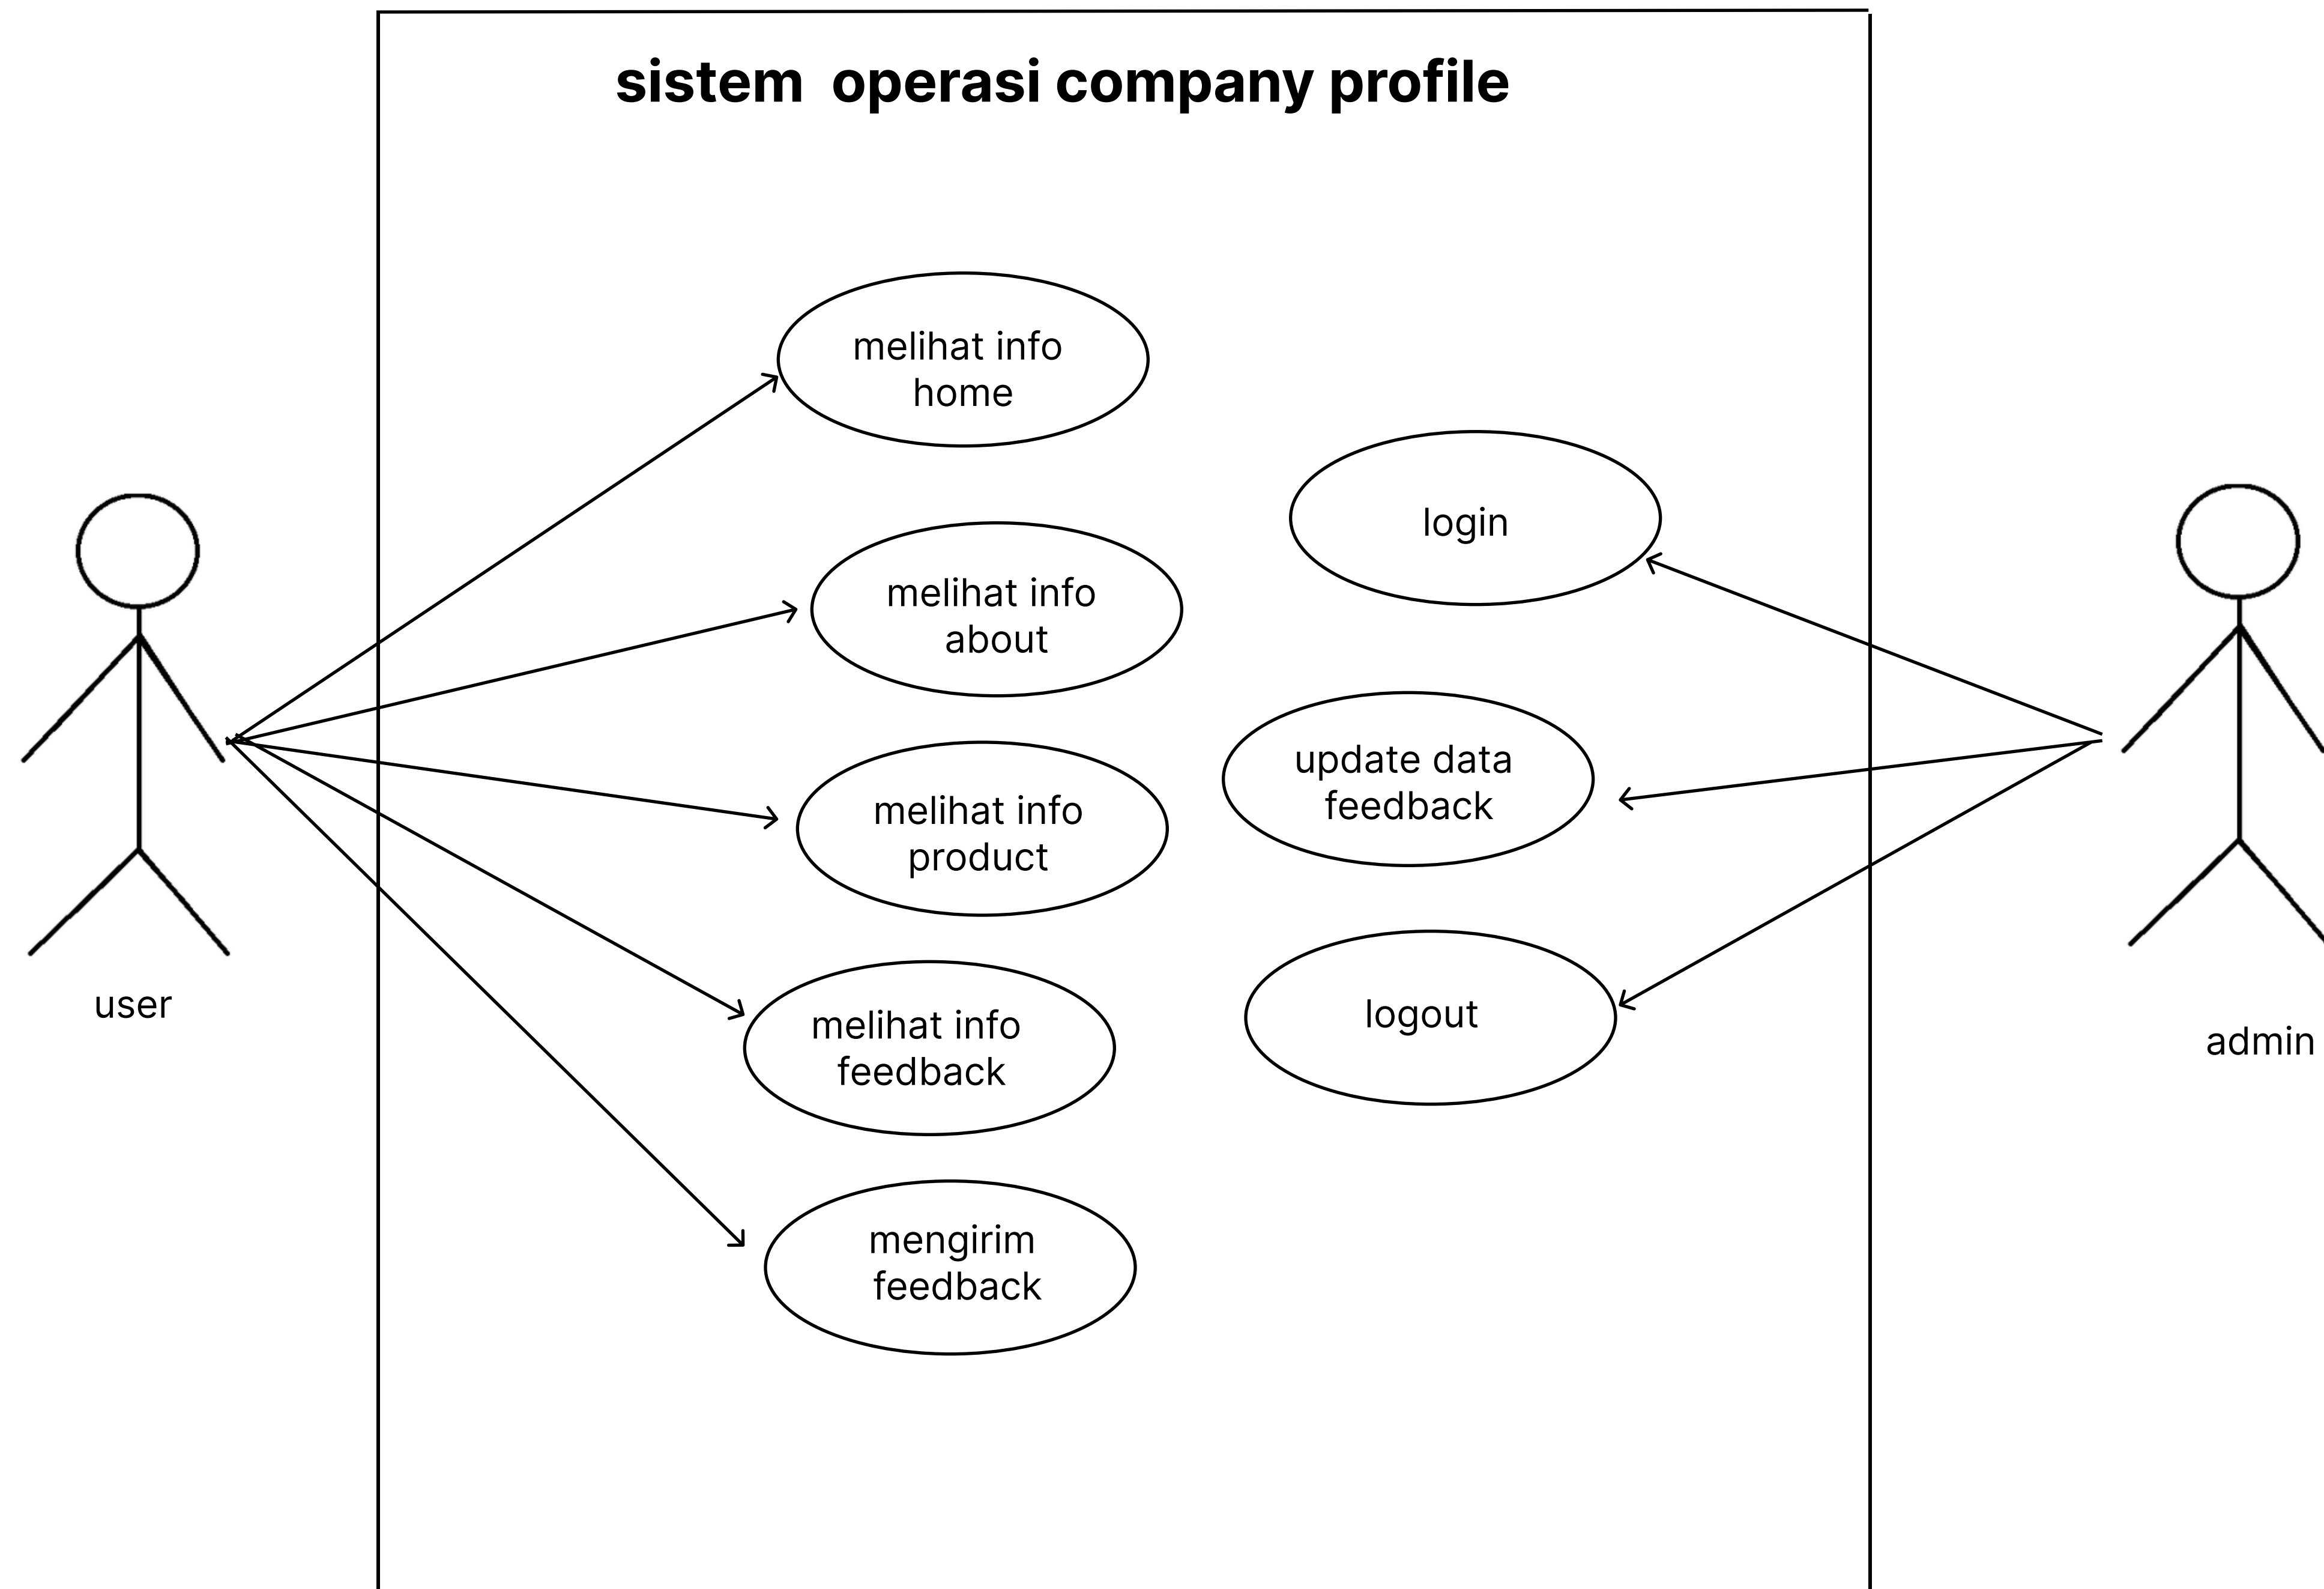 sistem operasi company profile
melihat info
home
melihat info
about
melihat info
product
melihat info
feedback
mengirim
feedback
login
update data
feedback
logout
user
admin